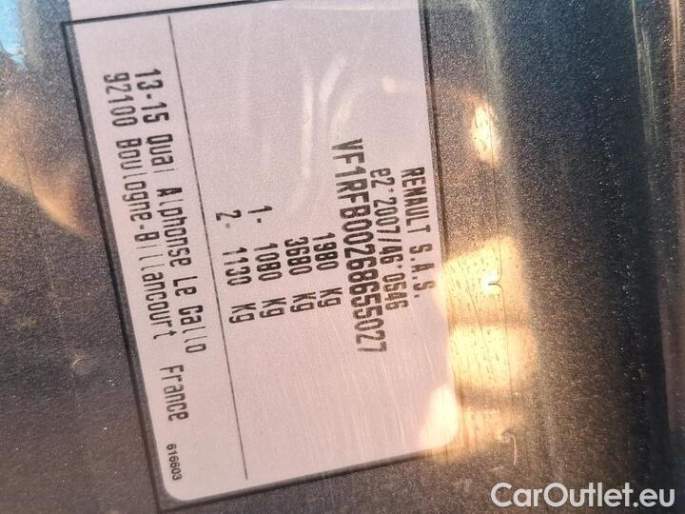 RENAULT S.A.S.
e2*2007/46*0546
VF1RFB00268655027
1980 Kg
3880 Kg
1- 1080 Kg
2- 1130 Kg
13-15 Quai Alphonse Le Gallo
92100 Boulogne-Billancourt France
616603
CarOutlet.eu